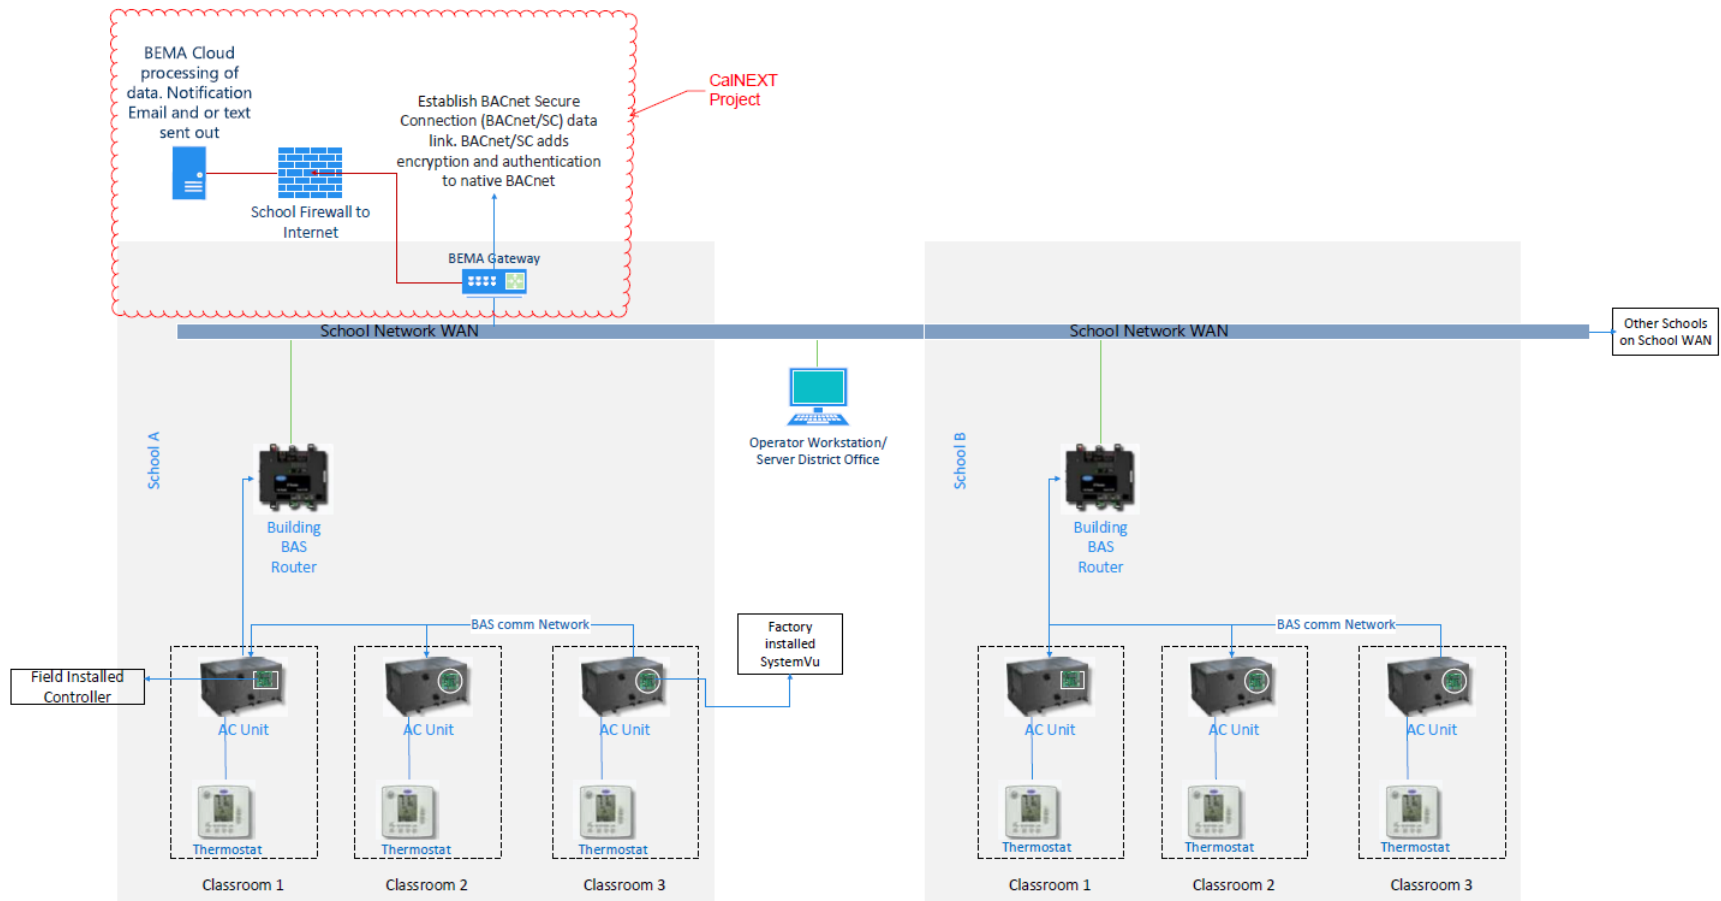 BEMA Cloud
processing of
data. Notification
Email and or text
sent out
Establish BACnet Secure
Connection (BACnet/SC) data
link. BACnet/SC adds
encryption and authentication
to native BACnet
CalNEXT
Project
School Firewall to
Internet
BEMA Gateway
School Network WAN
School Network WAN
Other Schools
on School WAN
Operator Workstation/
Server District Office
School A
School B
Building
BAS
Router
Building
BAS
Router
BAS comm Network
BAS comm Network
Factory
installed
SystemVu
Field Installed
Controller
AC Unit
AC Unit
AC Unit
AC Unit
AC Unit
AC Unit
Thermostat
Thermostat
Thermostat
Thermostat
Thermostat
Thermostat
Classroom 1
Classroom 2
Classroom 3
Classroom 1
Classroom 2
Classroom 3